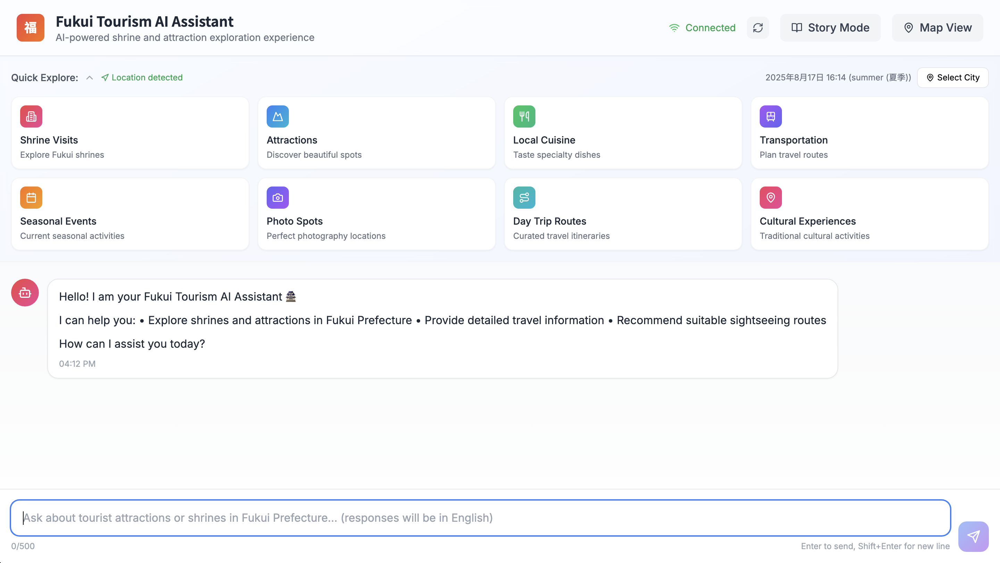 福
Fukui Tourism AI Assistant
AI-powered shrine and attraction exploration experience
Connected
Story Mode
Map View
Quick Explore:
Location detected
2025年8月17日 16:14 (summer (夏季))
Select City
Shrine Visits
Explore Fukui shrines
Attractions
Discover beautiful spots
Local Cuisine
Taste specialty dishes
Transportation
Plan travel routes
Seasonal Events
Current seasonal activities
Photo Spots
Perfect photography locations
Day Trip Routes
Curated travel itineraries
Cultural Experiences
Traditional cultural activities
Hello! I am your Fukui Tourism AI Assistant 🏯
I can help you: • Explore shrines and attractions in Fukui Prefecture • Provide detailed travel information • Recommend suitable sightseeing routes
How can I assist you today?
04:12 PM
Ask about tourist attractions or shrines in Fukui Prefecture... (responses will be in English)
0/500
Enter to send, Shift+Enter for new line